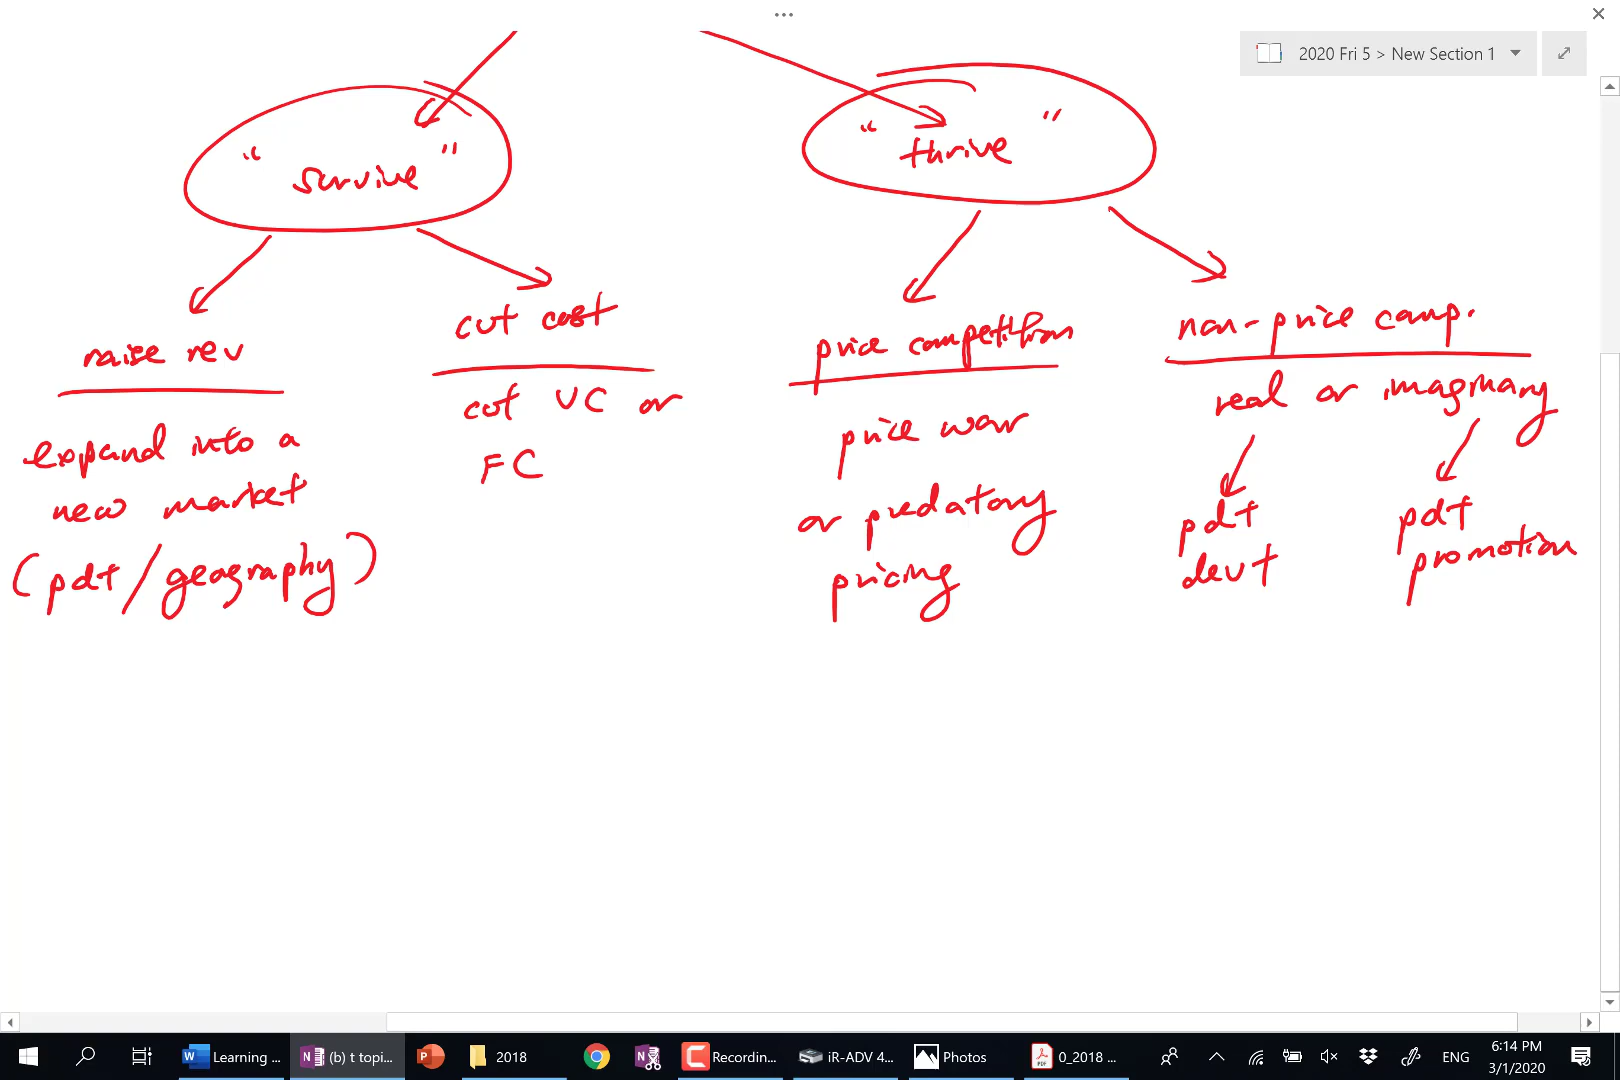 2020 Fri 5 > New Section 1
“ survive ”
“ thrive ”
raise rev
expand into a
new market
(pdt/geography)
cut cost
cut VC or
FC
price competition
price war
or predatory
pricing
non-price comp.
real or imaginary
pdt
devt
pdt
promotion
Learning ...
(b) t topi...
2018
Recordin...
iR-ADV 4...
Photos
0_2018 ...
ENG
6:14 PM
3/1/2020